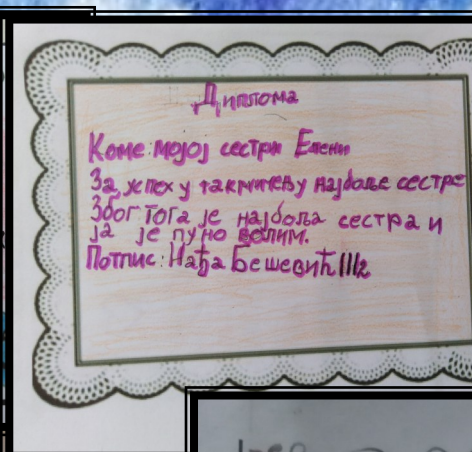 Диплома
Коме: мојој сестри Елени
За успех у такмичењу најбоље сестре
Због тога је најбоља сестра и
ја је пуно волим.
Потпис: Нађа Бешевић III2